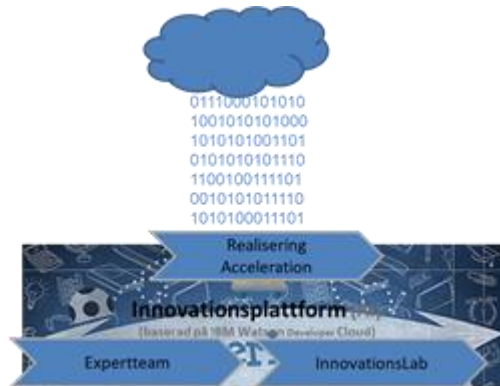 0111000101010
1001010101000
1010101001101
0101010101110
1100100111101
0010101011110
1010100011101
Realisering
Acceleration
Innovationsplattform
(baserad på IBM Watson Developer Cloud)
Expertteam
InnovationsLab